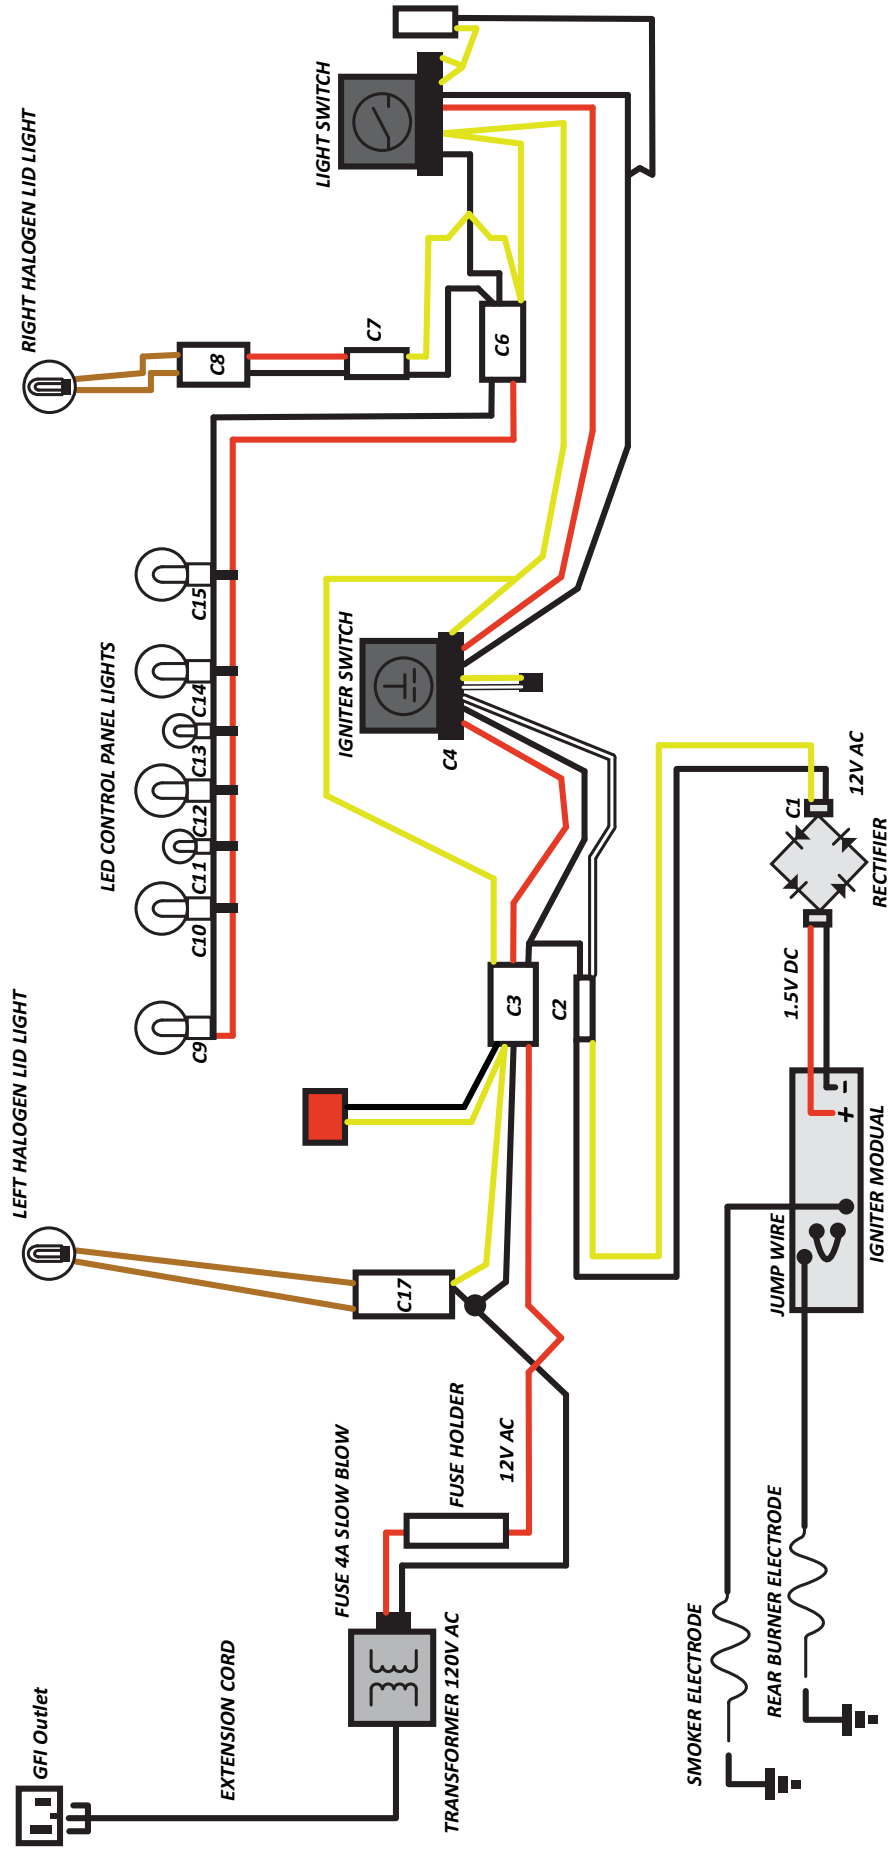 GFI Outlet
EXTENSION CORD
TRANSFORMER 120V AC
FUSE 4A SLOW BLOW
FUSE HOLDER
12V AC
LEFT HALOGEN LID LIGHT
C17
C3
C2
LED CONTROL PANEL LIGHTS
C9
C10
C11
C12
C13
C14
C15
IGNITER SWITCH
C4
RIGHT HALOGEN LID LIGHT
C8
C7
C6
LIGHT SWITCH
SMOKER ELECTRODE
REAR BURNER ELECTRODE
JUMP WIRE
IGNITER MODUAL
+ -
1.5V DC
C1
12V AC
RECTIFIER